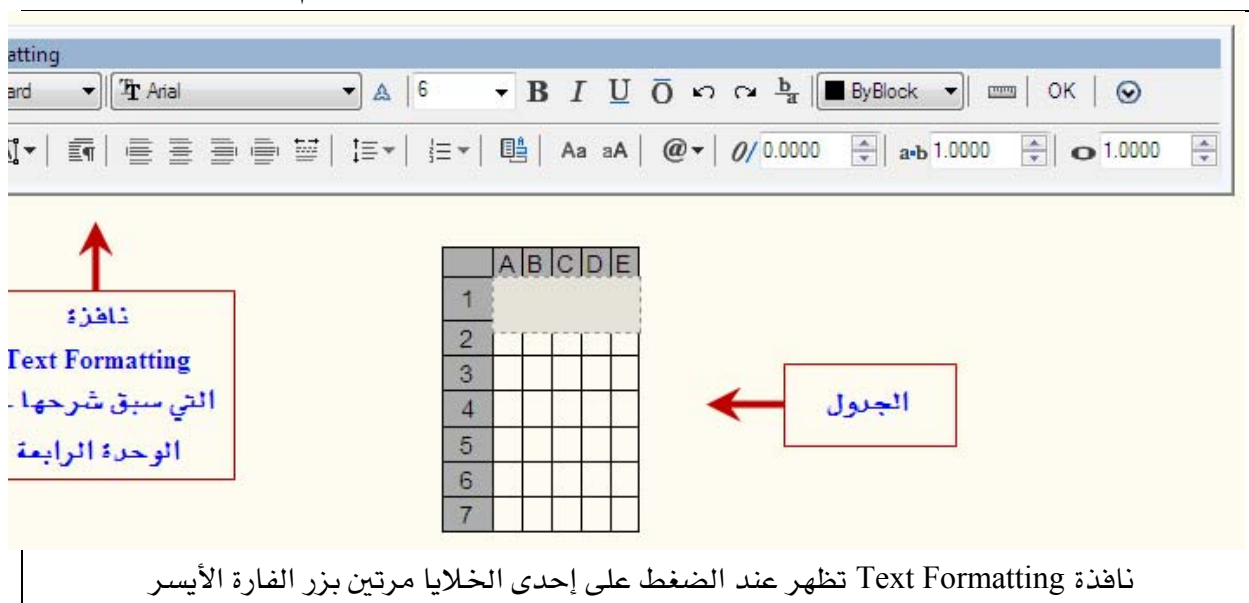 atting
ard Arial 6 B I U O b/a ByBlock OK
Aa aA @ 0/ 0.0000 a•b 1.0000 1.0000
A B C D E
1
2
3
4
5
6
7
نافذة
Text Formatting
التي سبق شرحها
الوحدة الرابعة
الجدول
نافذة Text Formatting تظهر عند الضغط على إحدى الخلايا مرتين بزر الفارة الأيسر